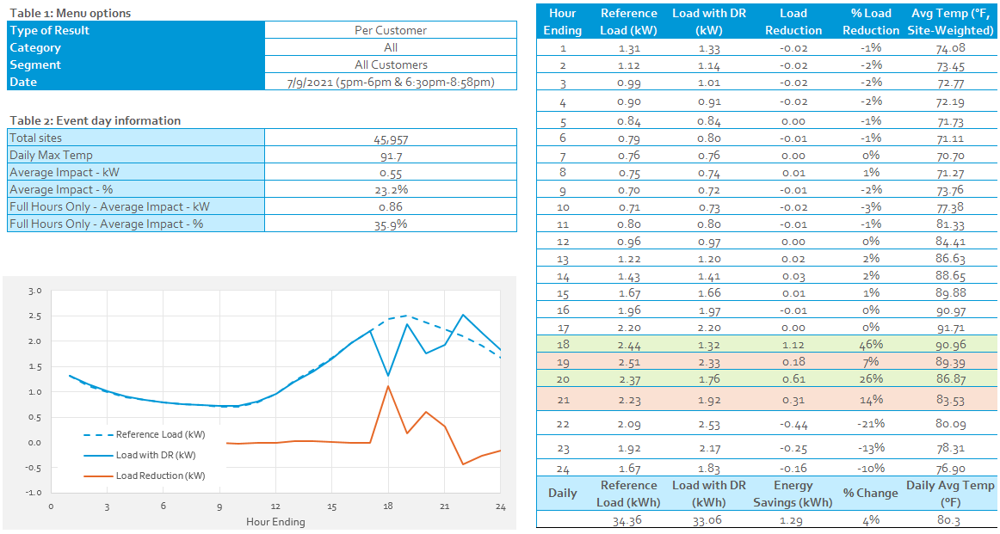 Table 1: Menu options
Type of Result Per Customer
Category All
Segment All Customers
Date 7/9/2021 (5pm-6pm & 6:30pm-8:58pm)
Table 2: Event day information
Total sites 45,957
Daily Max Temp 91.7
Average Impact - kW 0.55
Average Impact - % 23.2%
Full Hours Only - Average Impact - kW 0.86
Full Hours Only - Average Impact - % 35.9%
3.0
2.5
2.0
1.5
1.0
0.5
0.0
-0.5
-1.0
Reference Load (kW)
Load with DR (kW)
Load Reduction (kW)
0 3 6 9 12 15 18 21 24
Hour Ending
Hour Reference Load with DR Load % Load Avg Temp (°F,
Ending Load (kW) (kW) Reduction Reduction Site-Weighted)
1 1.31 1.33 -0.02 -1% 74.08
2 1.12 1.14 -0.02 -2% 73.45
3 0.99 1.01 -0.02 -2% 72.77
4 0.90 0.91 -0.02 -2% 72.19
5 0.84 0.84 0.00 -1% 71.73
6 0.79 0.80 -0.01 -1% 71.11
7 0.76 0.76 0.00 0% 70.70
8 0.75 0.74 0.01 1% 71.27
9 0.70 0.72 -0.01 -2% 73.76
10 0.71 0.73 -0.02 -3% 77.38
11 0.80 0.80 -0.01 -1% 81.33
12 0.96 0.97 0.00 0% 84.41
13 1.22 1.20 0.02 2% 86.63
14 1.43 1.41 0.03 2% 88.65
15 1.67 1.66 0.01 1% 89.88
16 1.96 1.97 -0.01 0% 90.97
17 2.20 2.20 0.00 0% 91.71
18 2.44 1.32 1.12 46% 90.96
19 2.51 2.33 0.18 7% 89.39
20 2.37 1.76 0.61 26% 86.87
21 2.23 1.92 0.31 14% 83.53
22 2.09 2.53 -0.44 -21% 80.09
23 1.92 2.17 -0.25 -13% 78.31
24 1.67 1.83 -0.16 -10% 76.90
Daily Reference Load with DR Energy % Change Daily Avg Temp
Load (kWh) (kWh) Savings (kWh) (°F)
34.36 33.06 1.29 4% 80.3